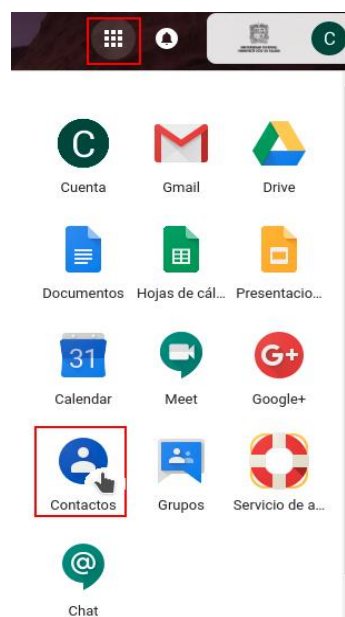 C
C
Cuenta Gmail Drive
Documentos Hojas de cál... Presentacio...
31
G+
Calendar Meet Google+
Contactos Grupos Servicio de a...
@
Chat